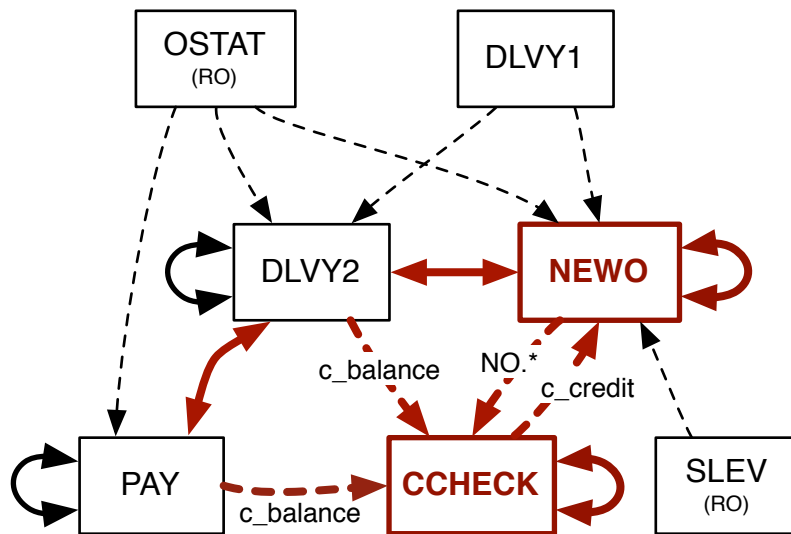 OSTAT
(RO)
DLVY1
DLVY2
NEWO
c_balance
NO.*
c_credit
PAY
c_balance
CCHECK
SLEV
(RO)